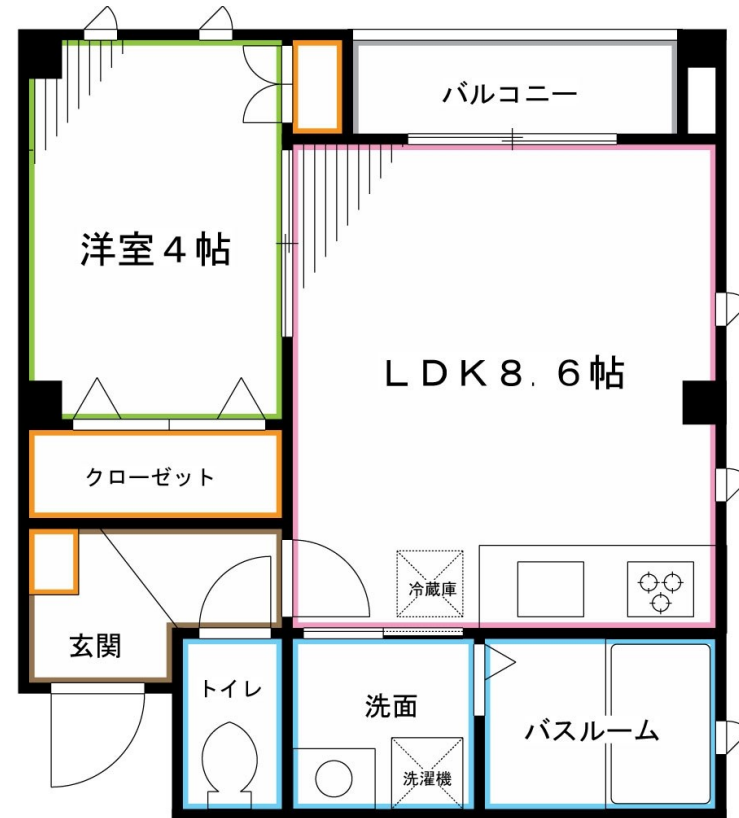 バルコニー
洋室4帖
LDK8.6帖
クローゼット
冷蔵庫
玄関
トイレ
洗面
バスルーム
洗濯機